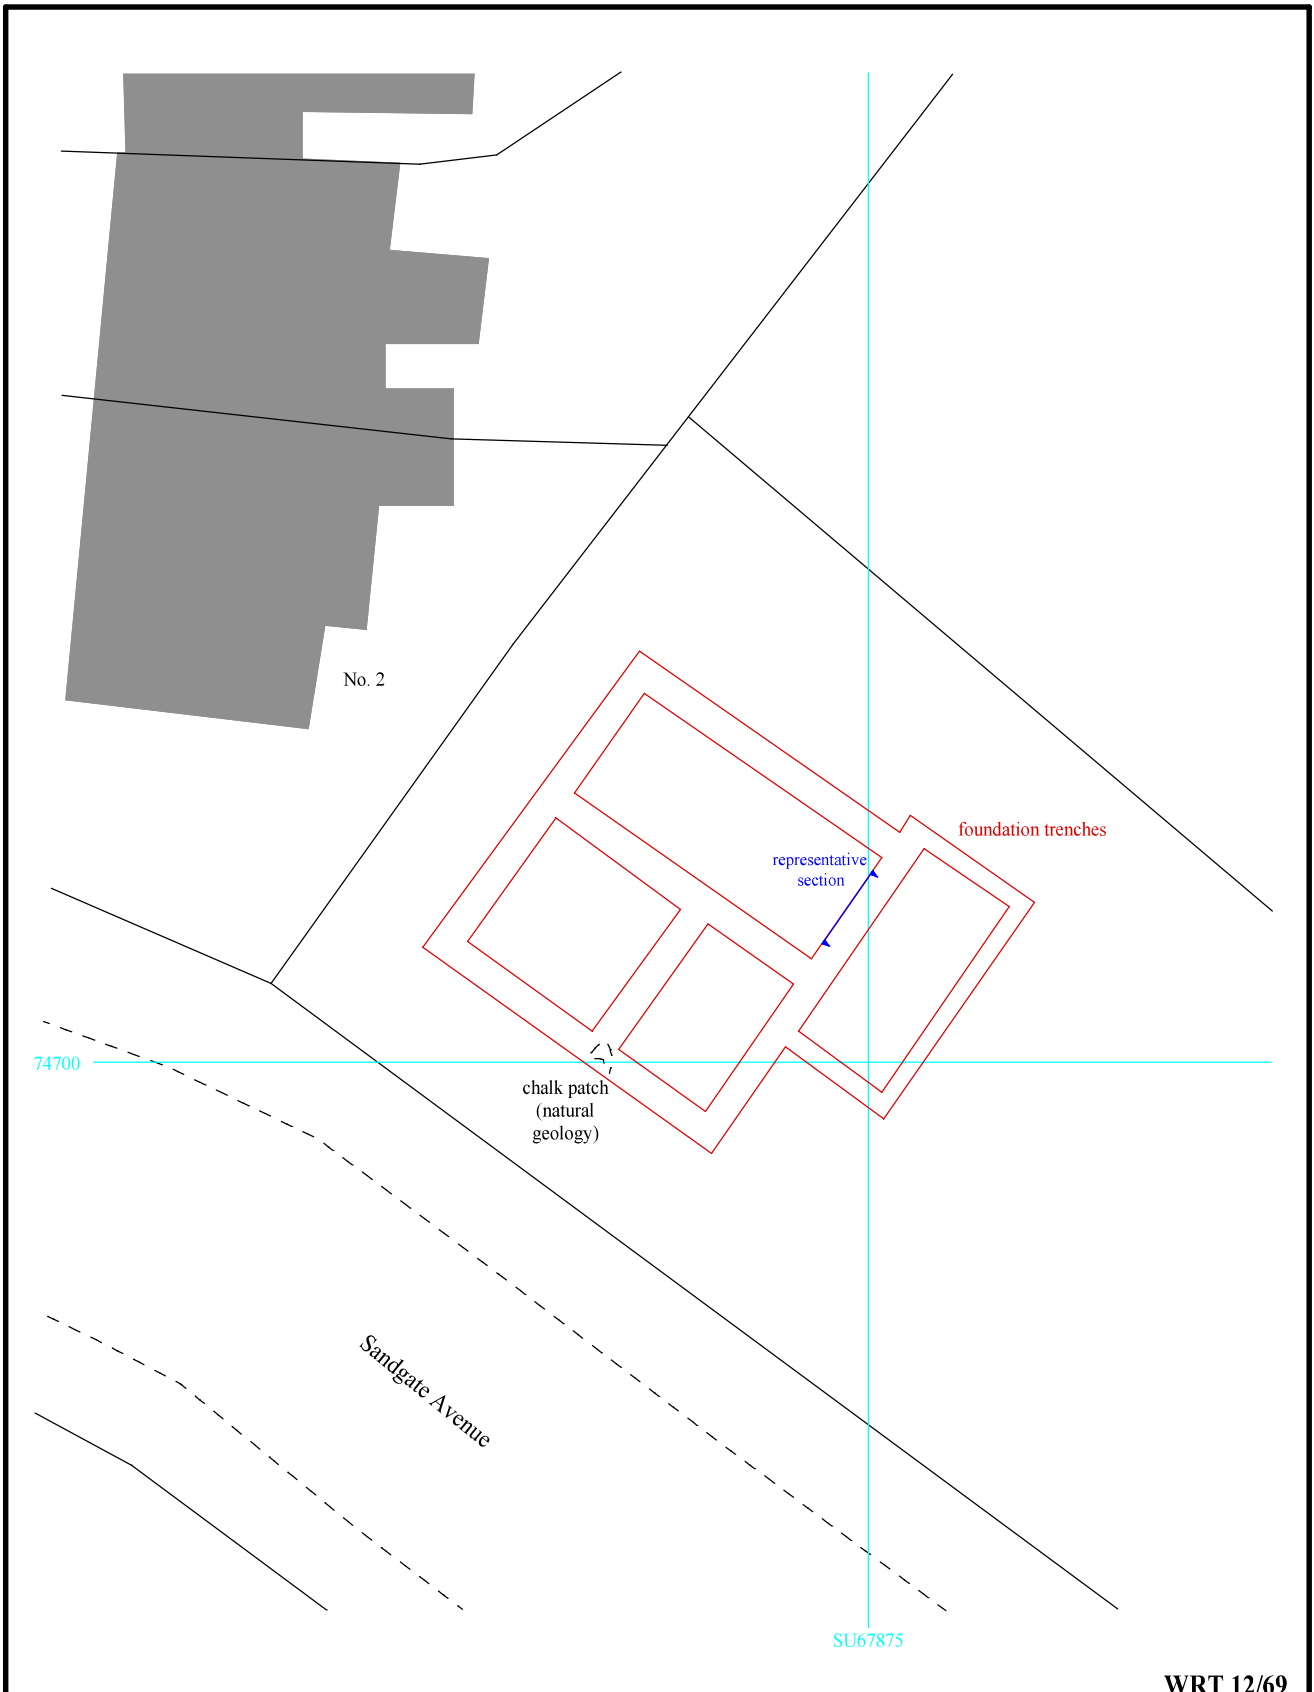 No. 2
foundation trenches
representative
section
74700
chalk patch
(natural
geology)
Sandgate Avenue
SU67875
WRT 12/69